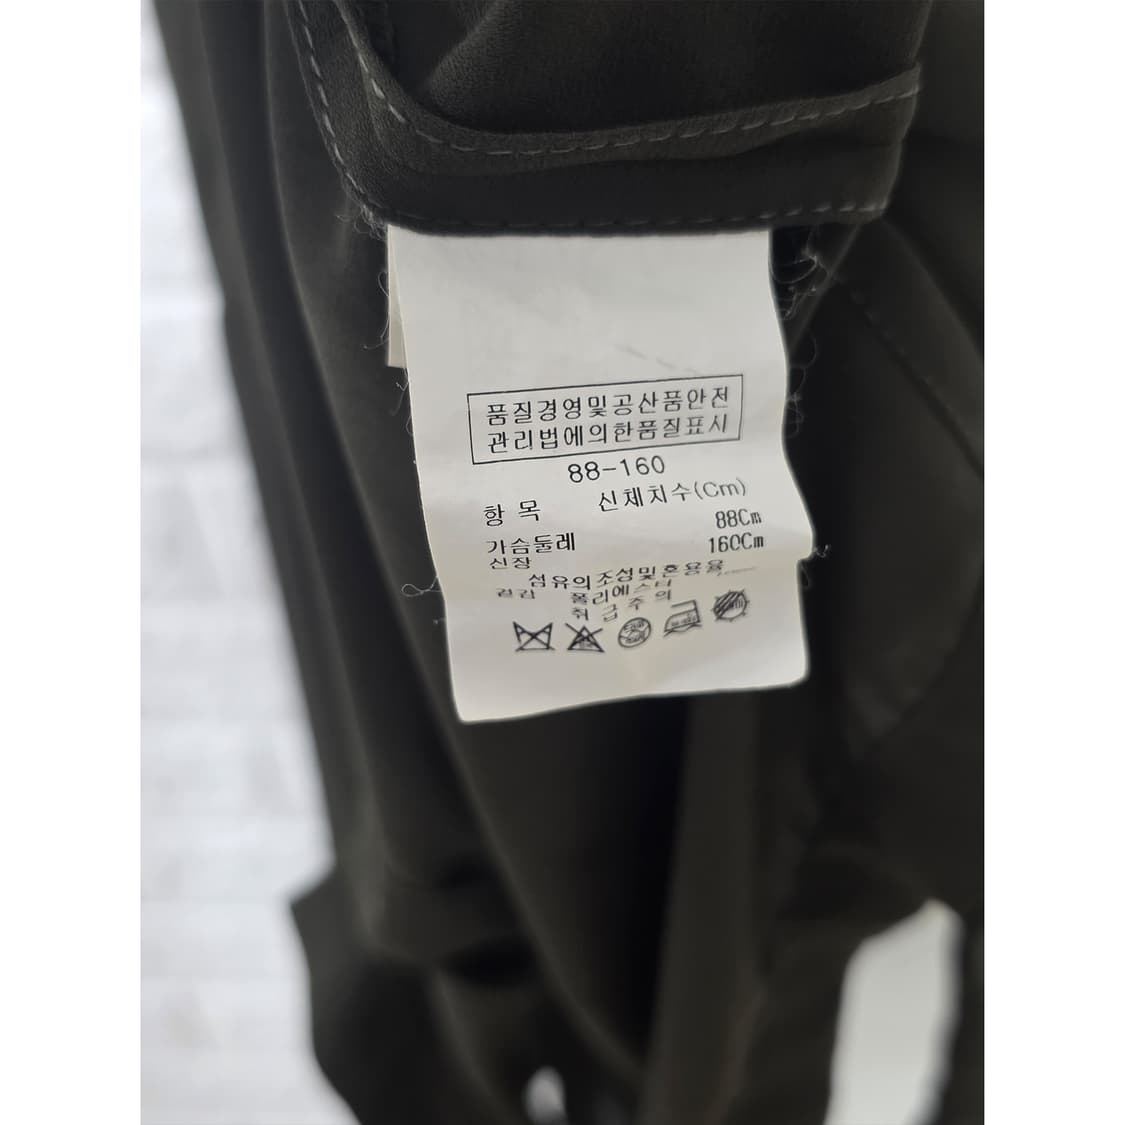 품질경영및공산품안전
관리법에의한품질표시
88-160
항 목 신체치수(Cm)
가슴둘레 88Cm
신장 160Cm
섬유의조성및혼용율
겉감 폴리에스터
취 급 주 의